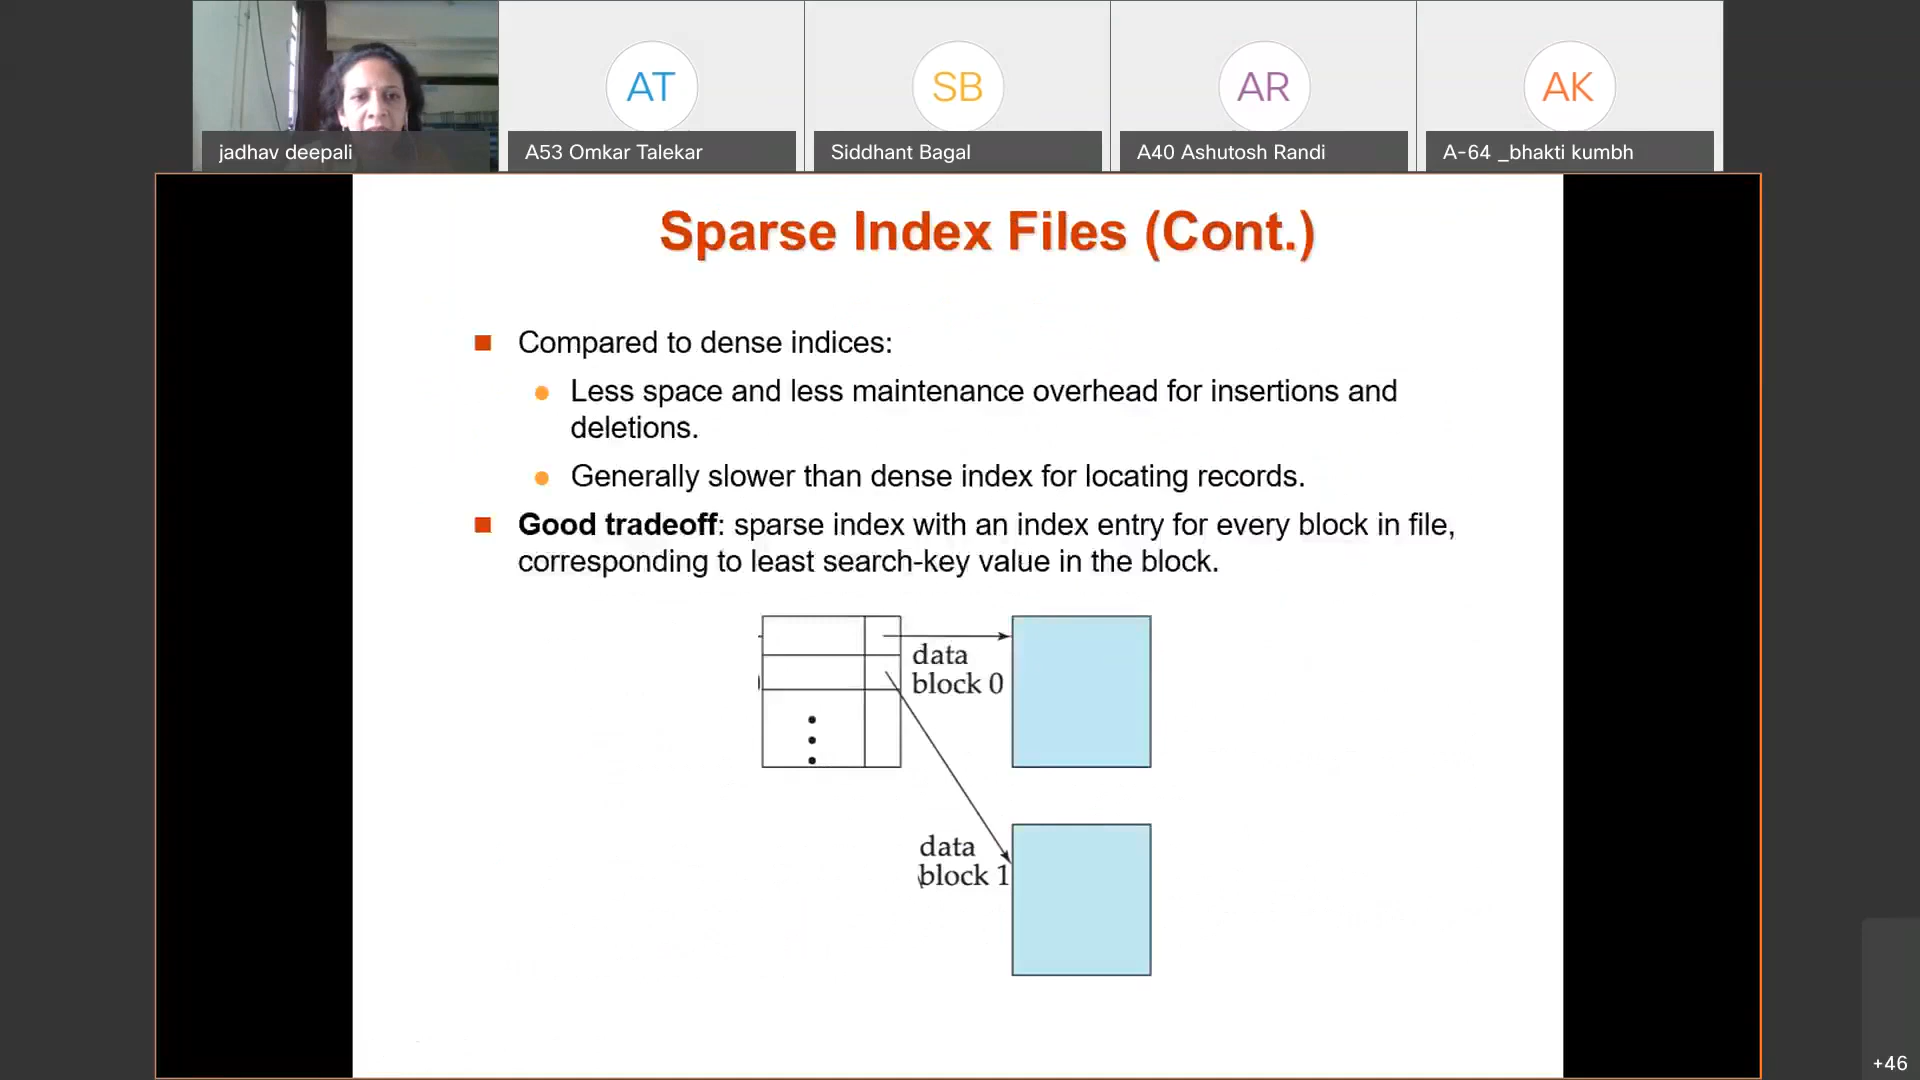 AT
SB
AR
AK
jadhav deepali
A53 Omkar Talekar
Siddhant Bagal
A40 Ashutosh Randi
A-64 _bhakti kumbh
Sparse Index Files (Cont.)
Compared to dense indices:
Less space and less maintenance overhead for insertions and
deletions.
Generally slower than dense index for locating records.
Good tradeoff: sparse index with an index entry for every block in file,
corresponding to least search-key value in the block.
data
block 0
data
block 1
+46